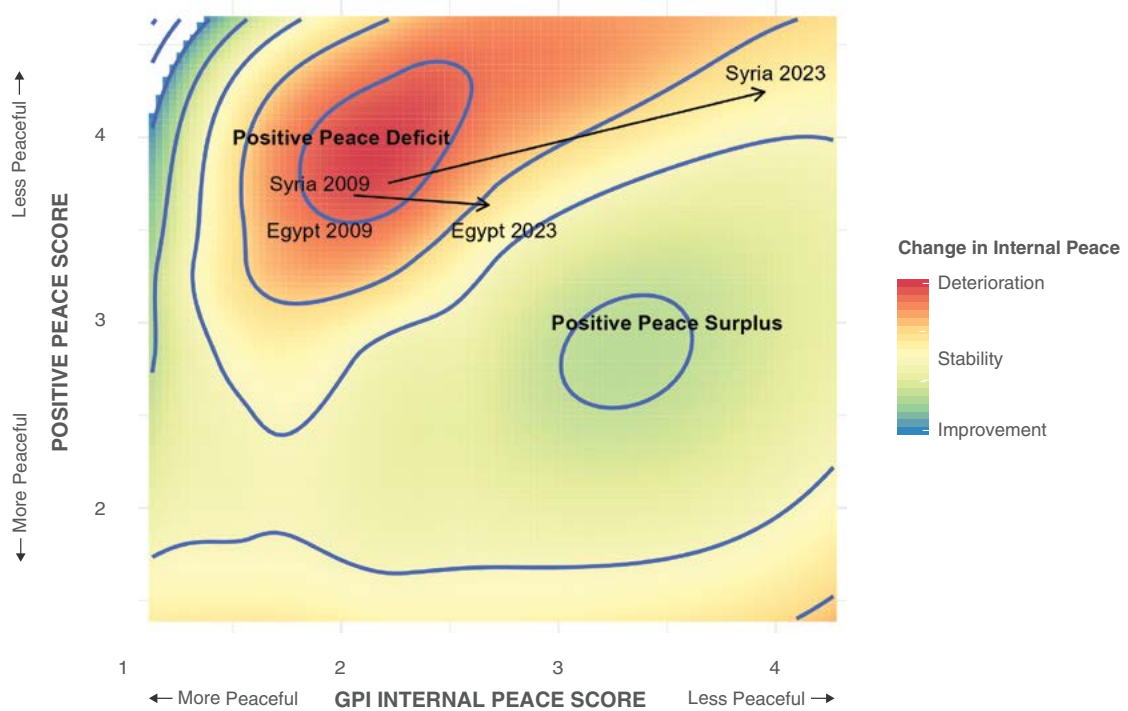 Less Peaceful →
POSITIVE PEACE SCORE
← More Peaceful
4
3
2
Syria 2023
Positive Peace Deficit
Syria 2009
Egypt 2009
Egypt 2023
Positive Peace Surplus
Change in Internal Peace
Deterioration
Stability
Improvement
1
2
3
4
← More Peaceful
GPI INTERNAL PEACE SCORE
Less Peaceful →